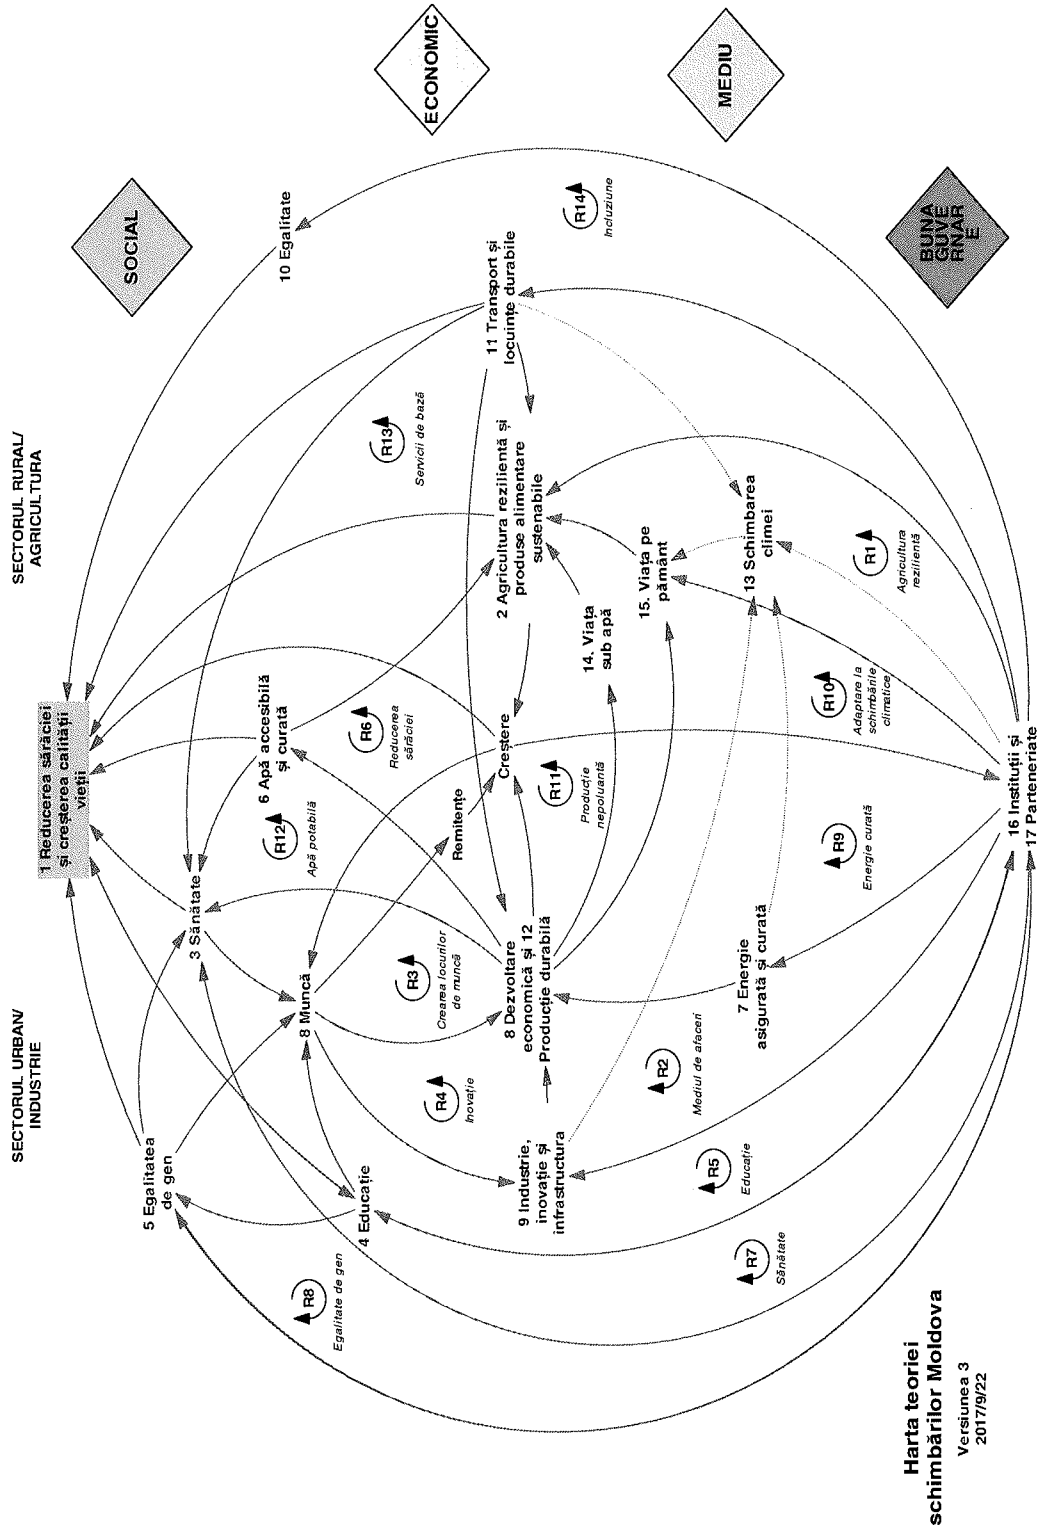 SECTORUL URBAN/
INDUSTRIE
SECTORUL RURAL/
AGRICULTURA
1 Reducerea sărăciei
și creșterea calității
vieții
SOCIAL
ECONOMIC
MEDIU
BUNA
GUVE
RNAR
E
5 Egalitatea
de gen
3 Sănătate
6 Apă accesibilă
și curată
10 Egalitate
R12
Apă potabilă
R8
Egalitate de gen
4 Educație
8 Muncă
R6
Reducerea
sărăciei
R13
Servicii de bază
R4
Inovație
R3
Crearea locurilor
de muncă
Remitențe
Creștere
2 Agricultura rezilientă și
produse alimentare
sustenabile
11 Transport și
locuințe durabile
9 Industrie,
inovație și
infrastructura
8 Dezvoltare
economică și 12
Producție durabilă
R11
Producție
nepoluantă
14. Viața
sub apă
R14
Incluziune
15. Viața pe
pământ
R2
Mediul de afaceri
R5
Educație
R7
Sănătate
7 Energie
asigurată și curată
13 Schimbarea
climei
R9
Energie curată
R10
Adaptare la
schimbările
climatice
R1
Agricultura
rezilientă
16 Instituții și
17 Parteneriate
Harta teoriei
schimbărilor Moldova
Versiunea 3
2017/9/22